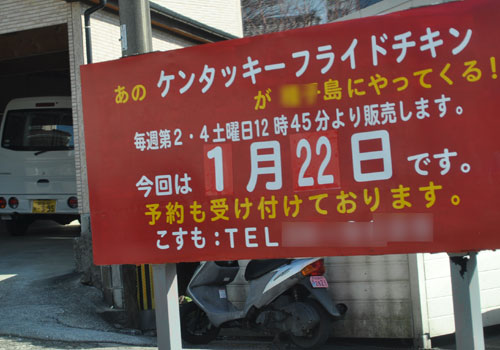 あの ケンタッキーフライドチキン
が 島にやってくる!
毎週第2・4土曜日12時45分より販売します。
今回は1月22日です。
予約も受け付けております。
こすも:TEL